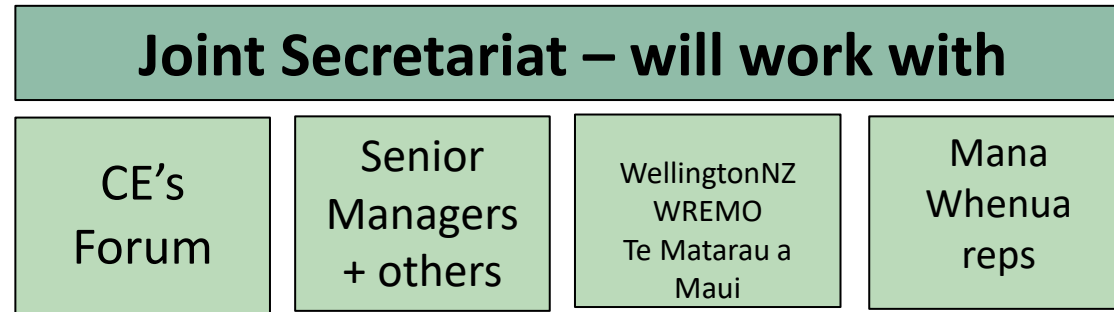 Joint Secretariat – will work with
CE’s
Forum
Senior
Managers
+ others
WellingtonNZ
WREMO
Te Matarau a
Maui
Mana
Whenua
reps